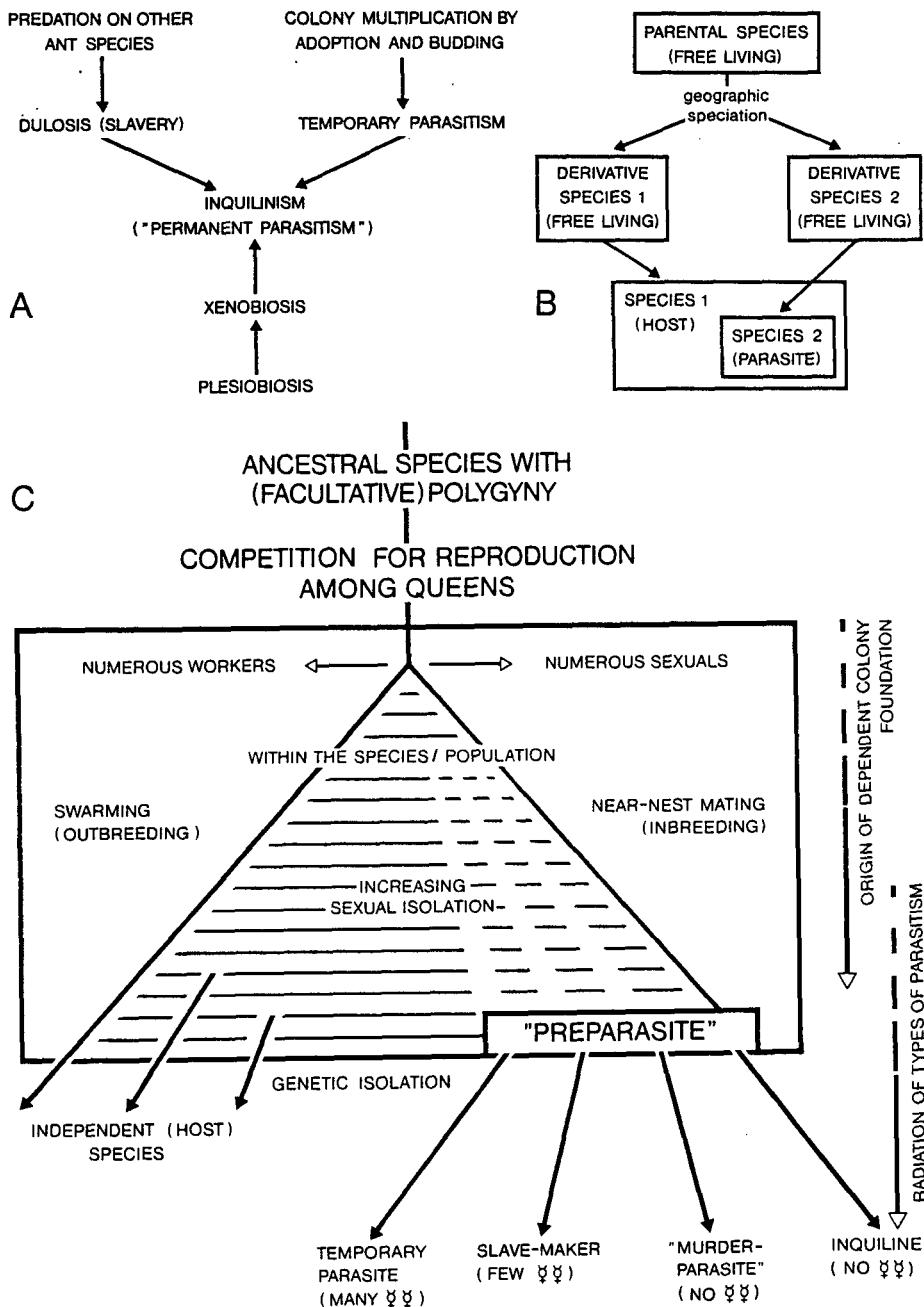 PREDATION ON OTHER
ANT SPECIES
COLONY MULTIPLICATION BY
ADOPTION AND BUDDING
DULOSIS (SLAVERY)
TEMPORARY PARASITISM
INQUILINISM
("PERMANENT PARASITISM")
XENOBIOSIS
PLESIOBIOSIS
A
PARENTAL SPECIES
(FREE LIVING)
geographic
speciation
DERIVATIVE
SPECIES 1
(FREE LIVING)
DERIVATIVE
SPECIES 2
(FREE LIVING)
SPECIES 1
(HOST)
SPECIES 2
(PARASITE)
B
C
ANCESTRAL SPECIES WITH
(FACULTATIVE) POLYGYNY
COMPETITION FOR REPRODUCTION
AMONG QUEENS
NUMEROUS WORKERS
NUMEROUS SEXUALS
WITHIN THE SPECIES/ POPULATION
SWARMING
(OUTBREEDING)
NEAR-NEST MATING
(INBREEDING)
INCREASING
SEXUAL ISOLATION
"PREPARASITE"
GENETIC ISOLATION
INDEPENDENT (HOST)
SPECIES
TEMPORARY
PARASITE
(MANY ☿☿)
SLAVE-MAKER
(FEW ☿☿)
"MURDER-
PARASITE"
(NO ☿☿)
INQUILINE
(NO ☿☿)
ORIGIN OF DEPENDENT COLONY
FOUNDATION
RADIATION OF TYPES OF PARASITISM